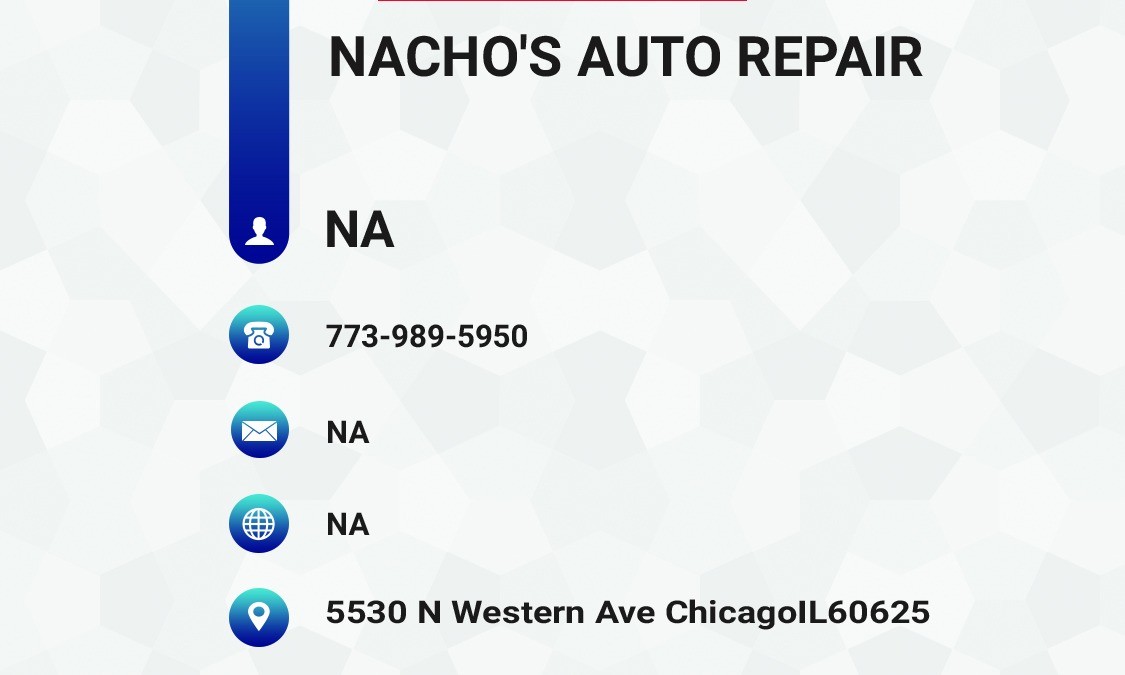 NACHO'S AUTO REPAIR
NA
773-989-5950
NA
NA
5530 N Western Ave ChicagoIL60625